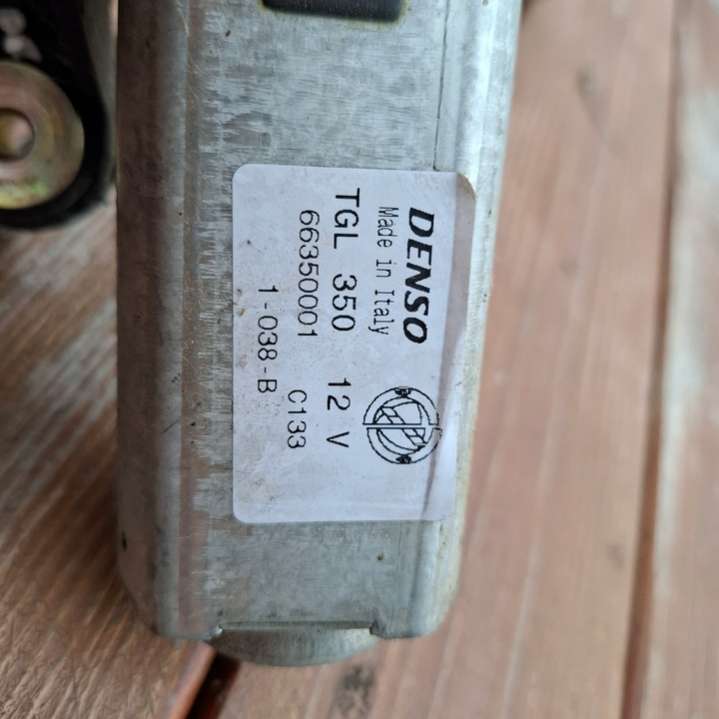 DENSO
Made in Italy
TGL 350 12 V
66350001 C133
1-038-B